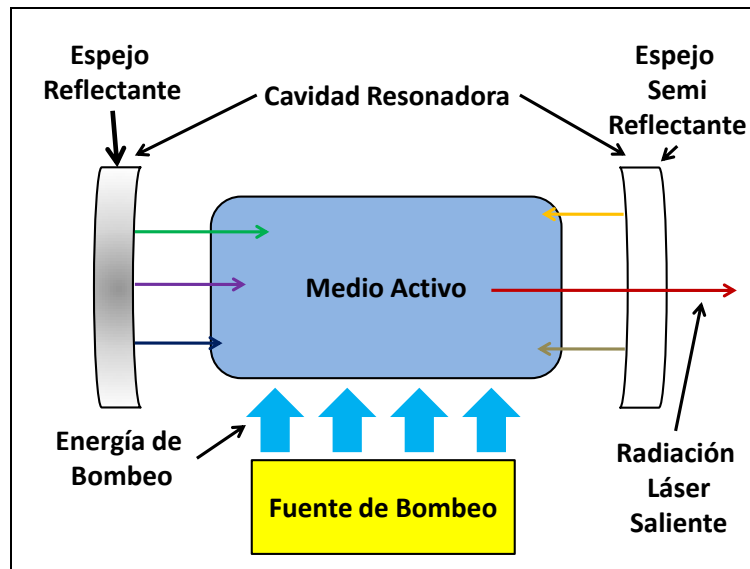 Espejo
Reflectante
Cavidad Resonadora
Espejo
Semi
Reflectante
Medio Activo
Energía de
Bombeo
Fuente de Bombeo
Radiación
Láser
Saliente